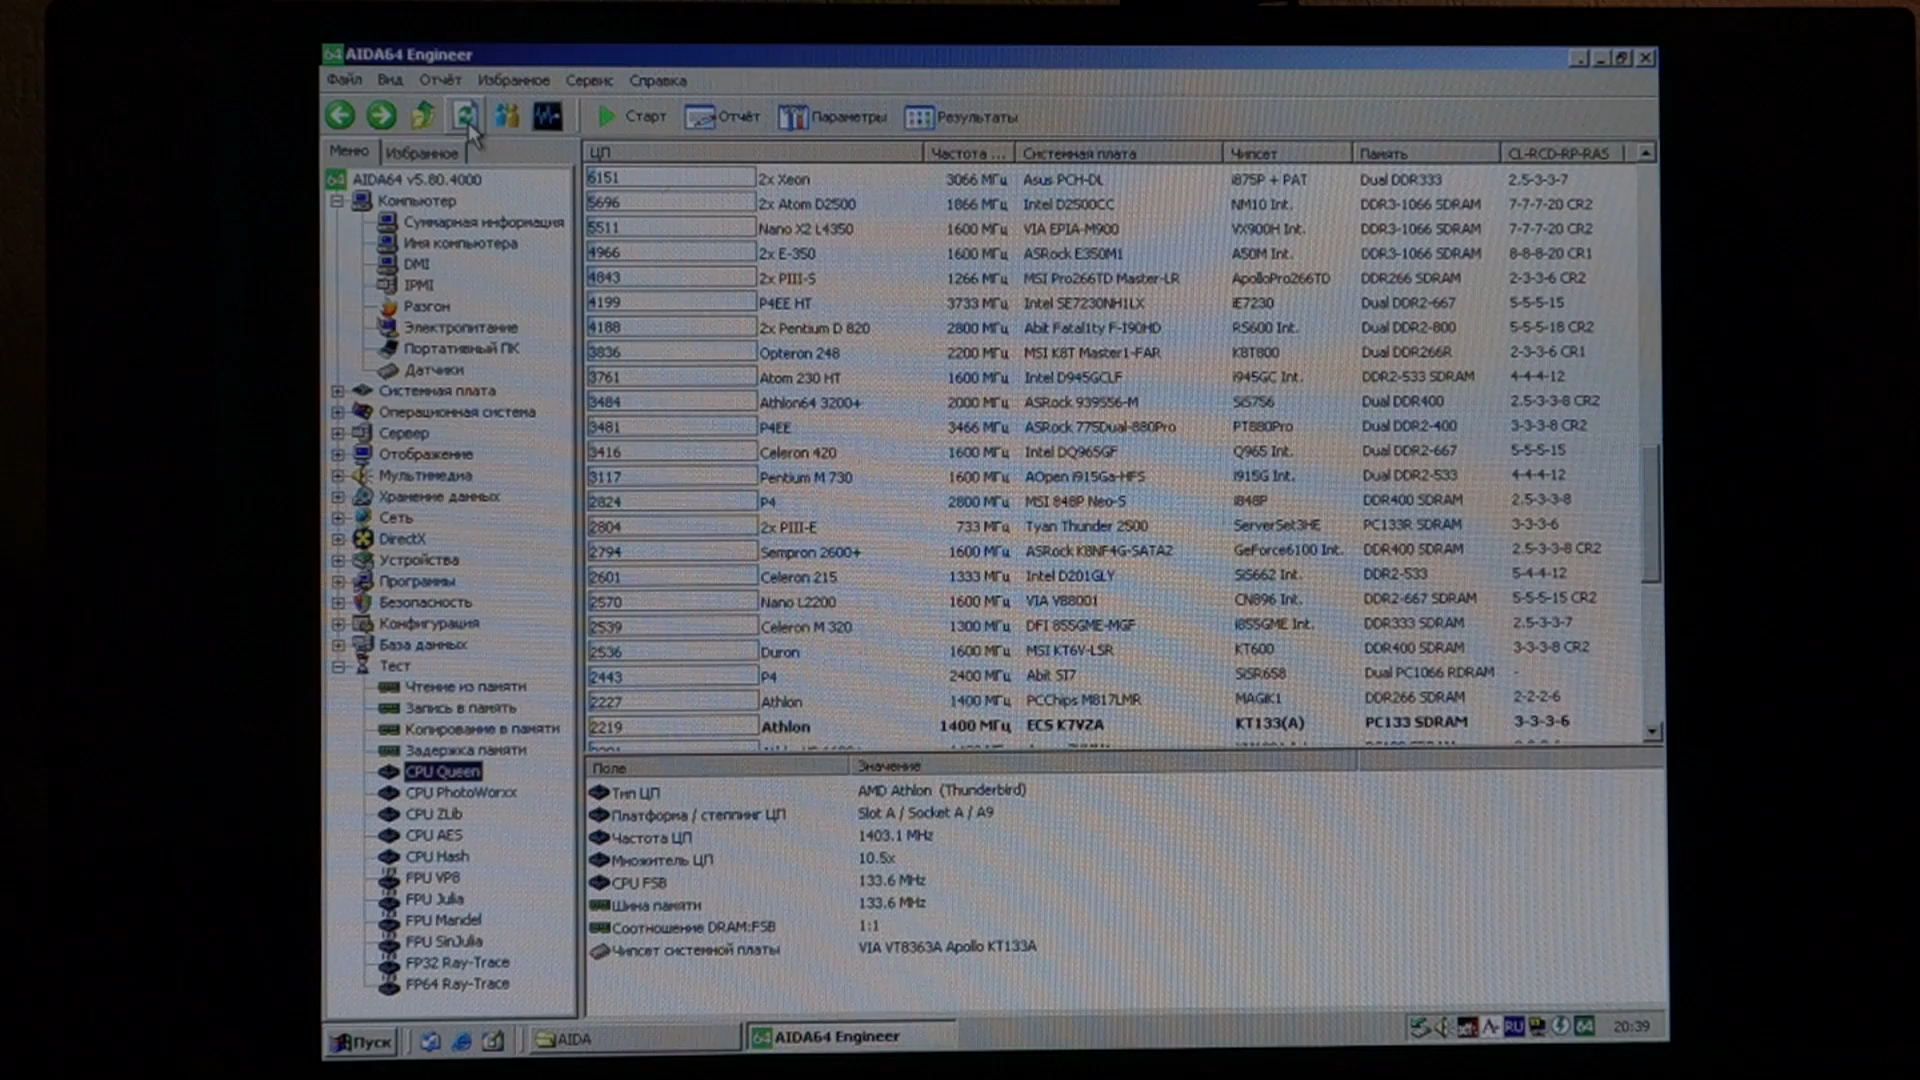 AIDA64 Engineer
Файл Вид Отчёт Избранное Сервис Справка
Старт Отчёт Параметры Результаты
Меню Избранное
AIDA64 v5.80.4000
Компьютер
Суммарная информация
Имя компьютера
DMI
IPMI
Разгон
Электропитание
Портативный ПК
Датчики
Системная плата
Операционная система
Сервер
Отображение
Мультимедиа
Хранение данных
Сеть
DirectX
Устройства
Программы
Безопасность
Конфигурация
База данных
Тест
Чтение из памяти
Запись в память
Копирование в памяти
Задержка памяти
CPU Queen
CPU PhotoWorxx
CPU ZLib
CPU AES
CPU Hash
FPU VP8
FPU Julia
FPU Mandel
FPU SinJulia
FP32 Ray-Trace
FP64 Ray-Trace
ЦП Частота ... Системная плата Чипсет Память CL-RCD-RP-RAS
6151 2x Xeon 3066 МГц Asus PCH-DL i875P + PAT Dual DDR333 2.5-3-3-7
5696 2x Atom D2500 1866 МГц Intel D2500CC NM10 Int. DDR3-1066 SDRAM 7-7-7-20 CR2
5511 Nano X2 L4350 1600 МГц VIA EPIA-M900 VX900H Int. DDR3-1066 SDRAM 7-7-7-20 CR2
4966 2x E-350 1600 МГц ASRock E350M1 A50M Int. DDR3-1066 SDRAM 8-8-8-20 CR1
4843 2x PIII-S 1266 МГц MSI Pro266TD Master-LR ApolloPro266TD DDR266 SDRAM 2-3-3-6 CR2
4199 P4EE HT 3733 МГц Intel SE7230NH1LX iE7230 Dual DDR2-667 5-5-5-15
4188 2x Pentium D 820 2800 МГц Abit Fatal1ty F-I90HD RS600 Int. Dual DDR2-800 5-5-5-18 CR2
3836 Opteron 248 2200 МГц MSI K8T Master1-FAR K8T800 Dual DDR266R 2-3-3-6 CR1
3761 Atom 230 HT 1600 МГц Intel D945GCLF i945GC Int. DDR2-533 SDRAM 4-4-4-12
3484 Athlon64 3200+ 2000 МГц ASRock 939S56-M SiS756 Dual DDR400 2.5-3-3-8 CR2
3481 P4EE 3466 МГц ASRock 775Dual-880Pro PT880Pro Dual DDR2-400 3-3-3-8 CR2
3416 Celeron 420 1600 МГц Intel DQ965GF Q965 Int. Dual DDR2-667 5-5-5-15
3117 Pentium M 730 1600 МГц AOpen i915Ga-HFS i915G Int. Dual DDR2-533 4-4-4-12
2824 P4 2800 МГц MSI 848P Neo-S i848P DDR400 SDRAM 2.5-3-3-8
2804 2x PIII-E 733 МГц Tyan Thunder 2500 ServerSet3HE PC133R SDRAM 3-3-3-6
2794 Sempron 2600+ 1600 МГц ASRock K8NF4G-SATA2 GeForce6100 Int. DDR400 SDRAM 2.5-3-3-8 CR2
2601 Celeron 215 1333 МГц Intel D201GLY SiS662 Int. DDR2-533 5-4-4-12
2570 Nano L2200 1600 МГц VIA VB8001 CN896 Int. DDR2-667 SDRAM 5-5-5-15 CR2
2539 Celeron M 320 1300 МГц DFI 855GME-MGF i855GME Int. DDR333 SDRAM 2.5-3-3-7
2536 Duron 1600 МГц MSI KT6V-LSR KT600 DDR400 SDRAM 3-3-3-8 CR2
2443 P4 2400 МГц Abit SI7 SiSR658 Dual PC1066 RDRAM -
2227 Athlon 1400 МГц PCChips M817LMR MAGiK1 DDR266 SDRAM 2-2-2-6
2219 Athlon 1400 МГц ECS K7VZA KT133(A) PC133 SDRAM 3-3-3-6
Поле Значение
Тип ЦП AMD Athlon (Thunderbird)
Платформа / степпинг ЦП Slot A / Socket A / A9
Частота ЦП 1403.1 MHz
Множитель ЦП 10.5x
CPU FSB 133.6 MHz
Шина памяти 133.6 MHz
Соотношение DRAM:FSB 1:1
Чипсет системной платы VIA VT8363A Apollo KT133A
Пуск AIDA AIDA64 Engineer RU 64 20:39